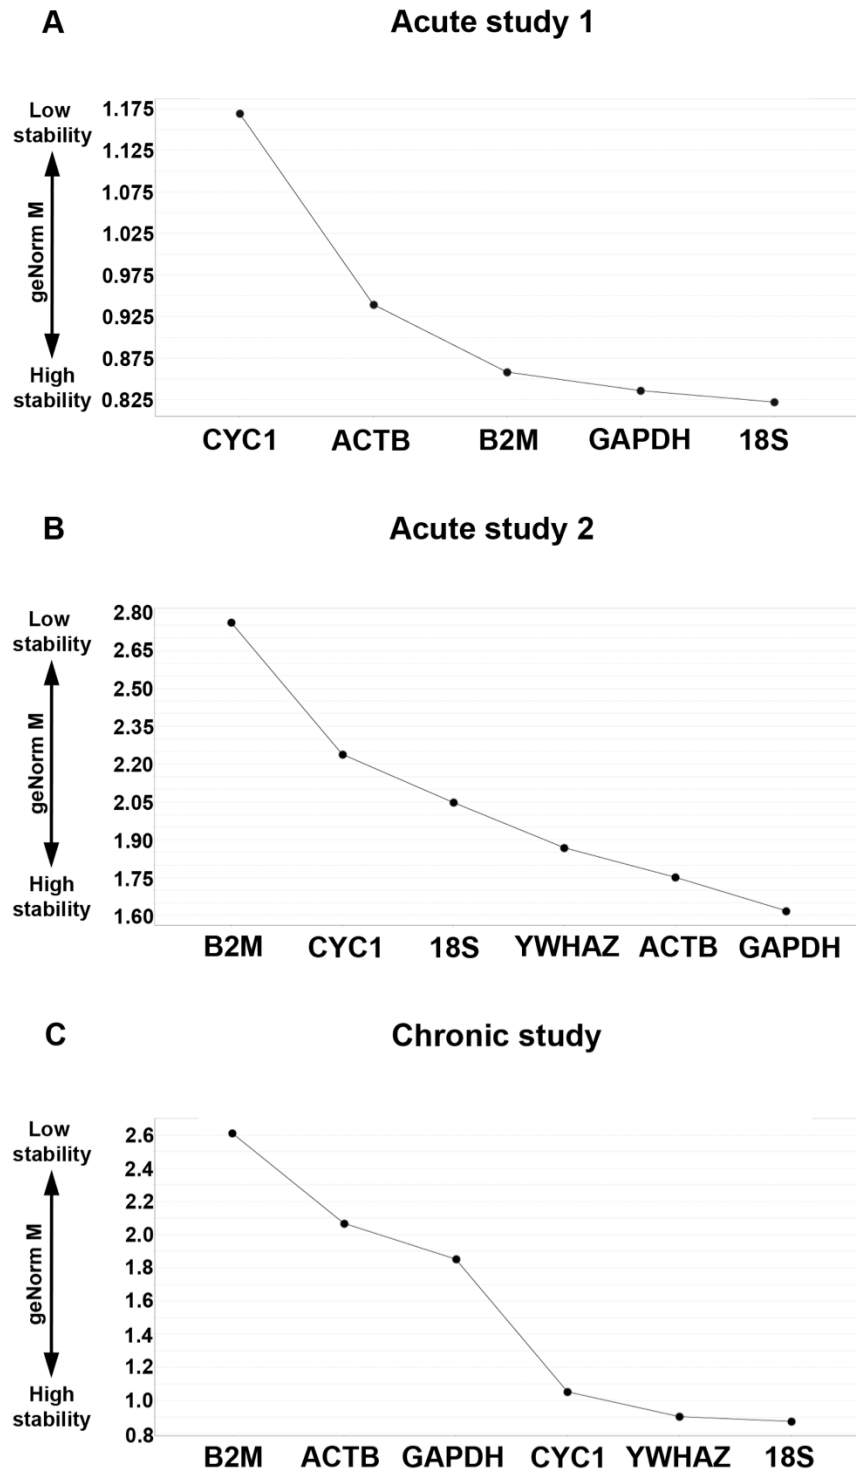 A
Acute study 1
Low
stability
geNorm M
High
stability
1.175
1.125
1.075
1.025
0.975
0.925
0.875
0.825
CYC1 ACTB B2M GAPDH 18S
B
Acute study 2
Low
stability
geNorm M
High
stability
2.80
2.65
2.50
2.35
2.20
2.05
1.90
1.75
1.60
B2M CYC1 18S YWHAZ ACTB GAPDH
C
Chronic study
Low
stability
geNorm M
High
stability
2.6
2.4
2.2
2.0
1.8
1.6
1.4
1.2
1.0
0.8
B2M ACTB GAPDH CYC1 YWHAZ 18S